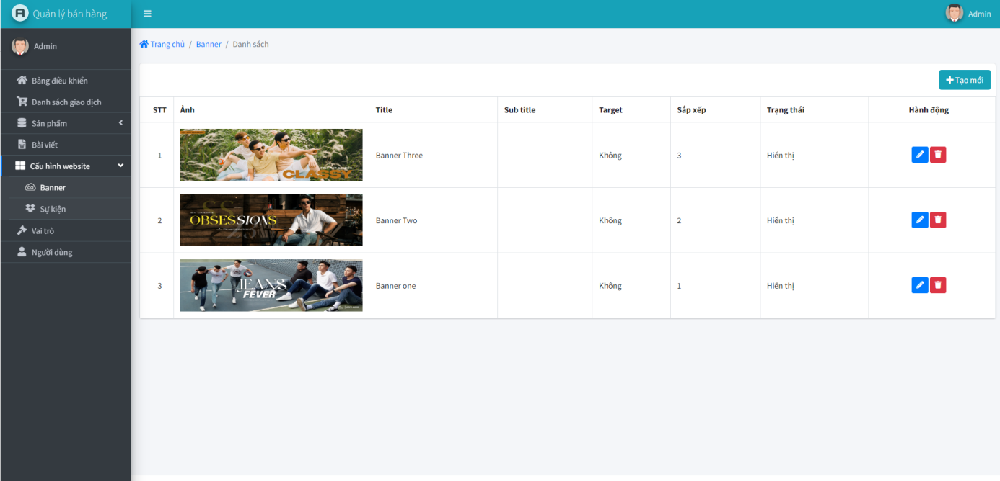 Quản lý bán hàng
Admin
Admin
Bảng điều khiển
Danh sách giao dịch
Sản phẩm
Bài viết
Cấu hình website
Banner
Sự kiện
Vai trò
Người dùng
Trang chủ / Banner / Danh sách
Tạo mới
STT Ảnh Title Sub title Target Sắp xếp Trạng thái Hành động
1 Banner Three Không 3 Hiển thị
CLASSY
2 Banner Two Không 2 Hiển thị
OBSESSIONS
3 Banner one Không 1 Hiển thị
JEANS
FEVER